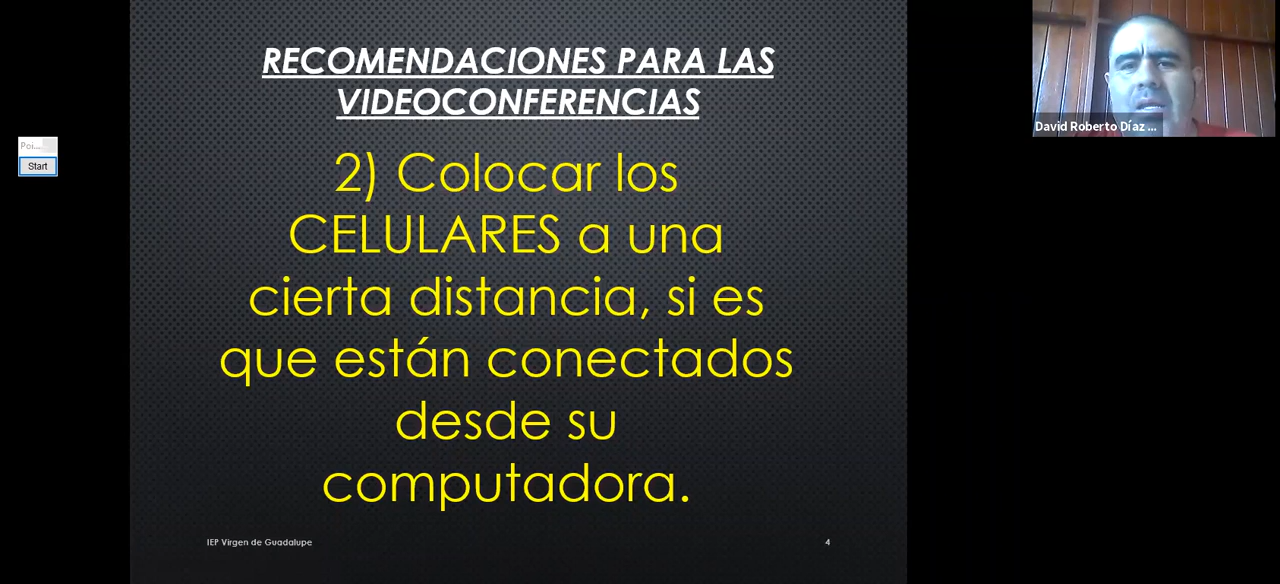 RECOMENDACIONES PARA LAS
VIDEOCONFERENCIAS
2) Colocar los
CELULARES a una
cierta distancia, si es
que están conectados
desde su
computadora.
IEP Virgen de Guadalupe
4
Poi...
Start
David Roberto Díaz ...